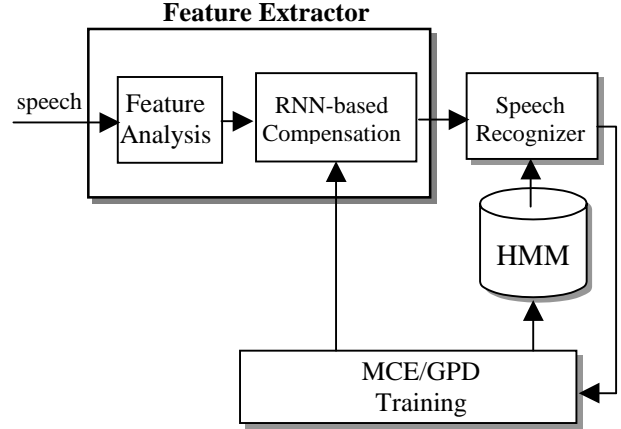 Feature Extractor
speech
Feature
Analysis
RNN-based
Compensation
Speech
Recognizer
HMM
MCE/GPD
Training